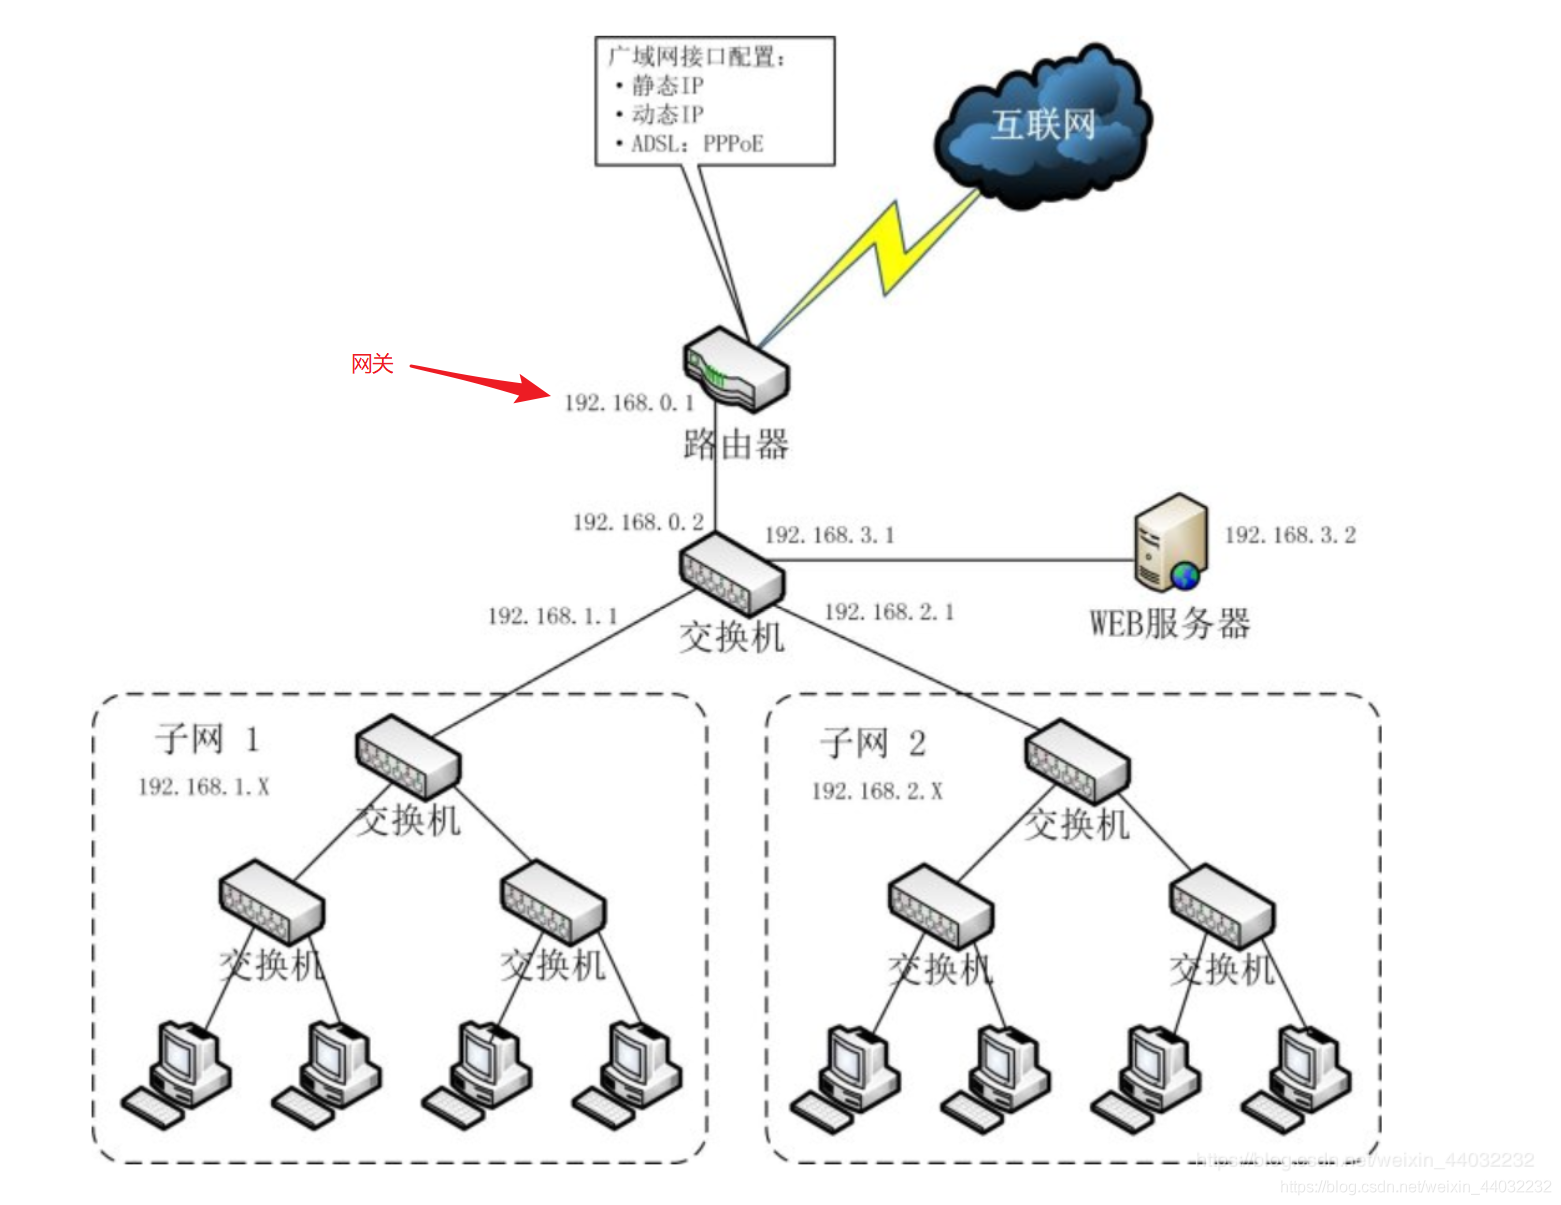 广域网接口配置：
•静态IP
•动态IP
•ADSL：PPPoE
互联网
网关
192.168.0.1
路由器
192.168.0.2
192.168.3.1
192.168.3.2
192.168.1.1
192.168.2.1
交换机
WEB服务器
子网 1
192.168.1.X
交换机
子网 2
192.168.2.X
交换机
交换机
交换机
交换机
交换机
https://blog.csdn.net/weixin_44032232
https://blog.csdn.net/weixin_44032232